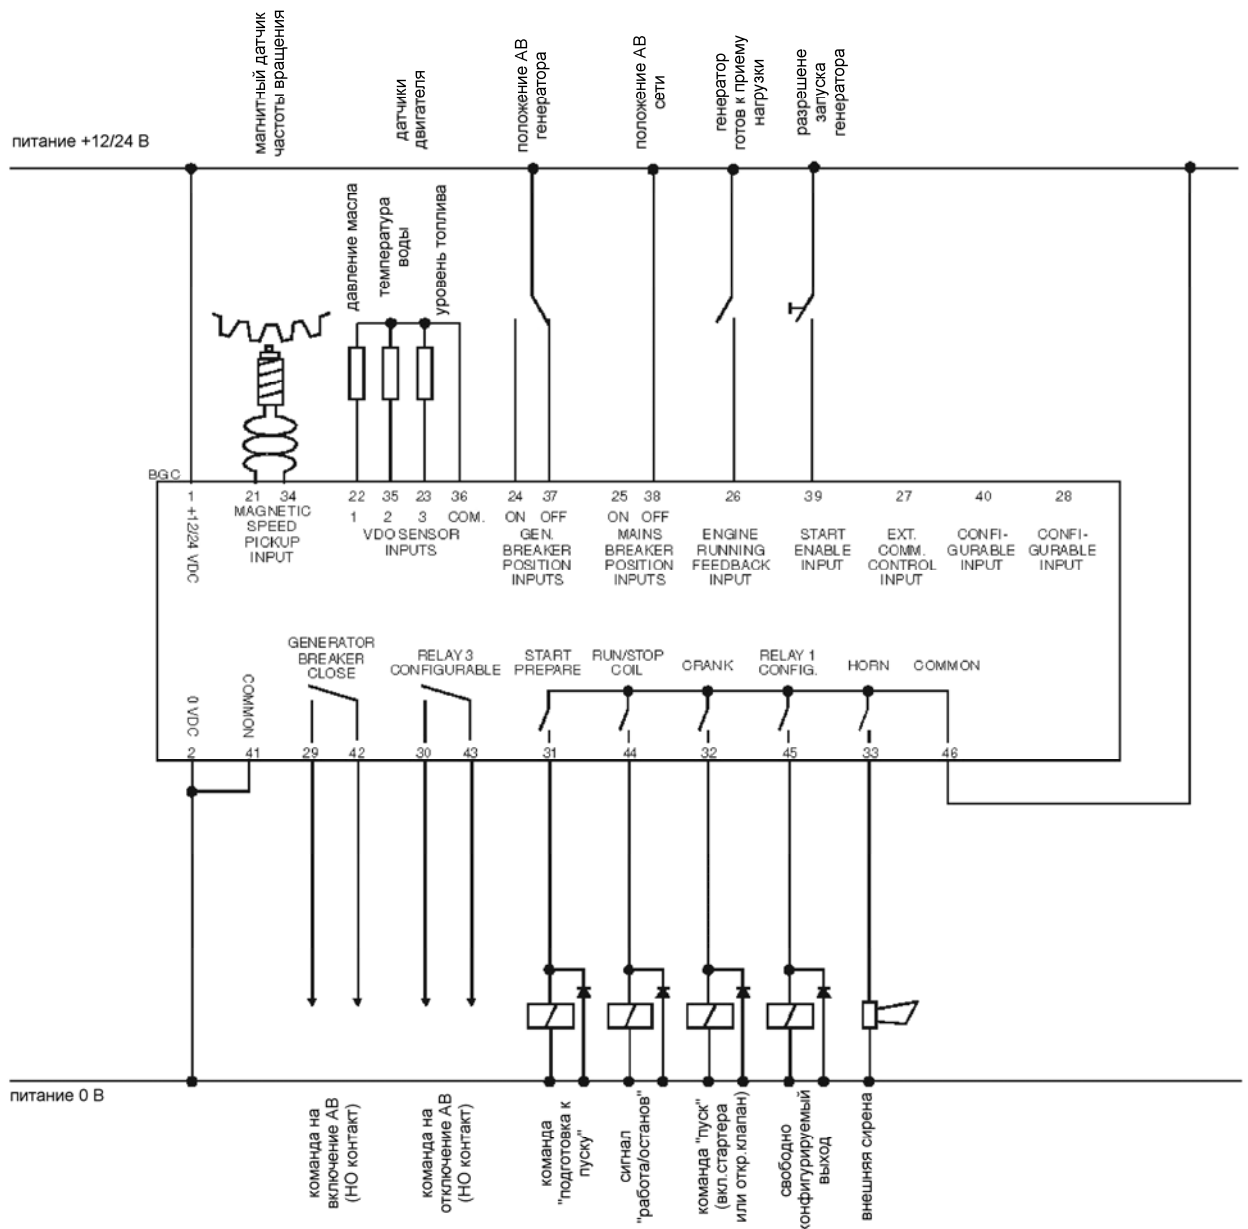 магнитный датчик
частоты вращения
датчики
двигателя
положение АВ
генератора
положение АВ
сети
генератор
готов к приему
нагрузки
разрешене
запуска
генератора
питание +12/24 В
давление масла
температура
воды
уровень топлива
BGC
1
21 34
22 35 23 36
24 37
25 38
26
39
27
40
28
+12/24 VDC
MAGNETIC
SPEED
PICKUP
INPUT
1 2 3 COM.
VDO SENSOR
INPUTS
ON OFF
GEN.
BREAKER
POSITION
INPUTS
ON OFF
MAINS
BREAKER
POSITION
INPUTS
ENGINE
RUNNING
FEEDBACK
INPUT
START
ENABLE
INPUT
EXT.
COMM.
CONTROL
INPUT
CONFI-
GURABLE
INPUT
CONFI-
GURABLE
INPUT
0 VDC
COMMON
GENERATOR
BREAKER
CLOSE
RELAY 3
CONFIGURABLE
START
PREPARE
RUN/STOP
COIL
CRANK
RELAY 1
CONFIG.
HORN
COMMON
2 41 29 42 30 43 31 44 32 45 33 46
питание 0 В
команда на
включение АВ
(НО контакт)
команда на
отключение АВ
(НО контакт)
команда
"подготовка к
пуску"
сигнал
"работа/останов"
команда "пуск"
(вкл.стартера
или откр.клапан)
свободно
конфигурируемый
выход
внешняя сирена